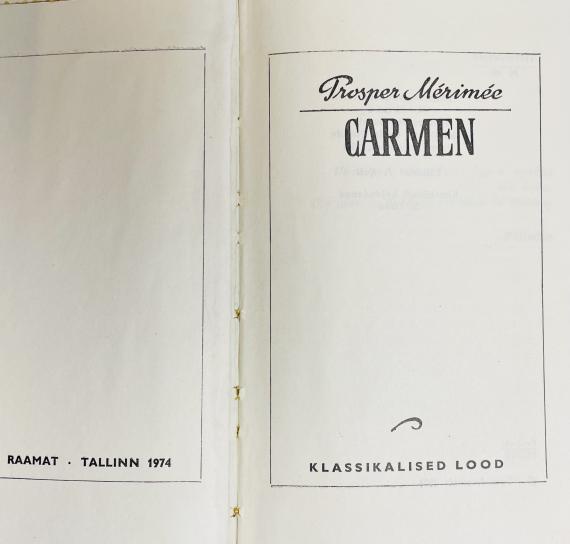 RAAMAT · TALLINN 1974
Prosper Mérimée
CARMEN
KLASSIKALISED LOOD